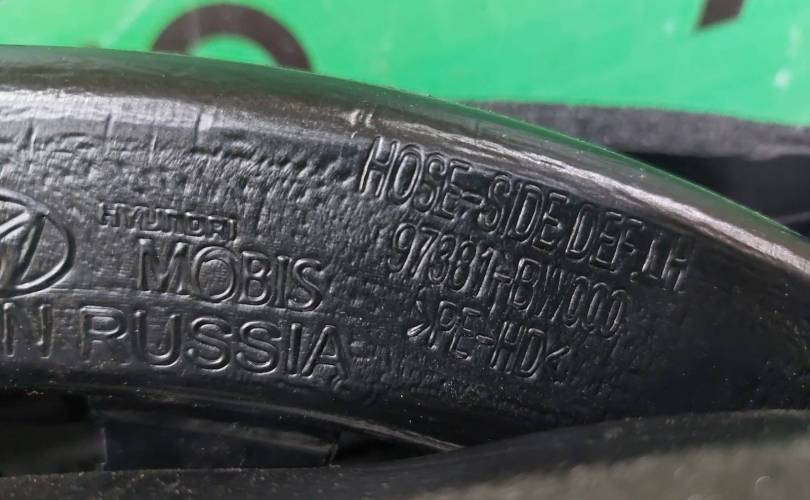 HYUNDAI
MOBIS
N RUSSIA
HOSE-SIDE DEF.LH
97381-BW000
>PE-HD<